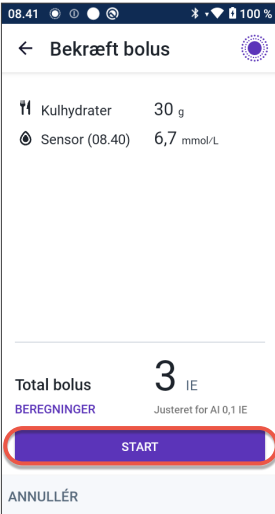 08.41 100 %
Bekræft bolus
Kulhydrater 30 g
Sensor (08.40) 6,7 mmol/L
Total bolus 3 IE
BEREGNINGER Justeret for AI 0,1 IE
START
ANNULLÉR